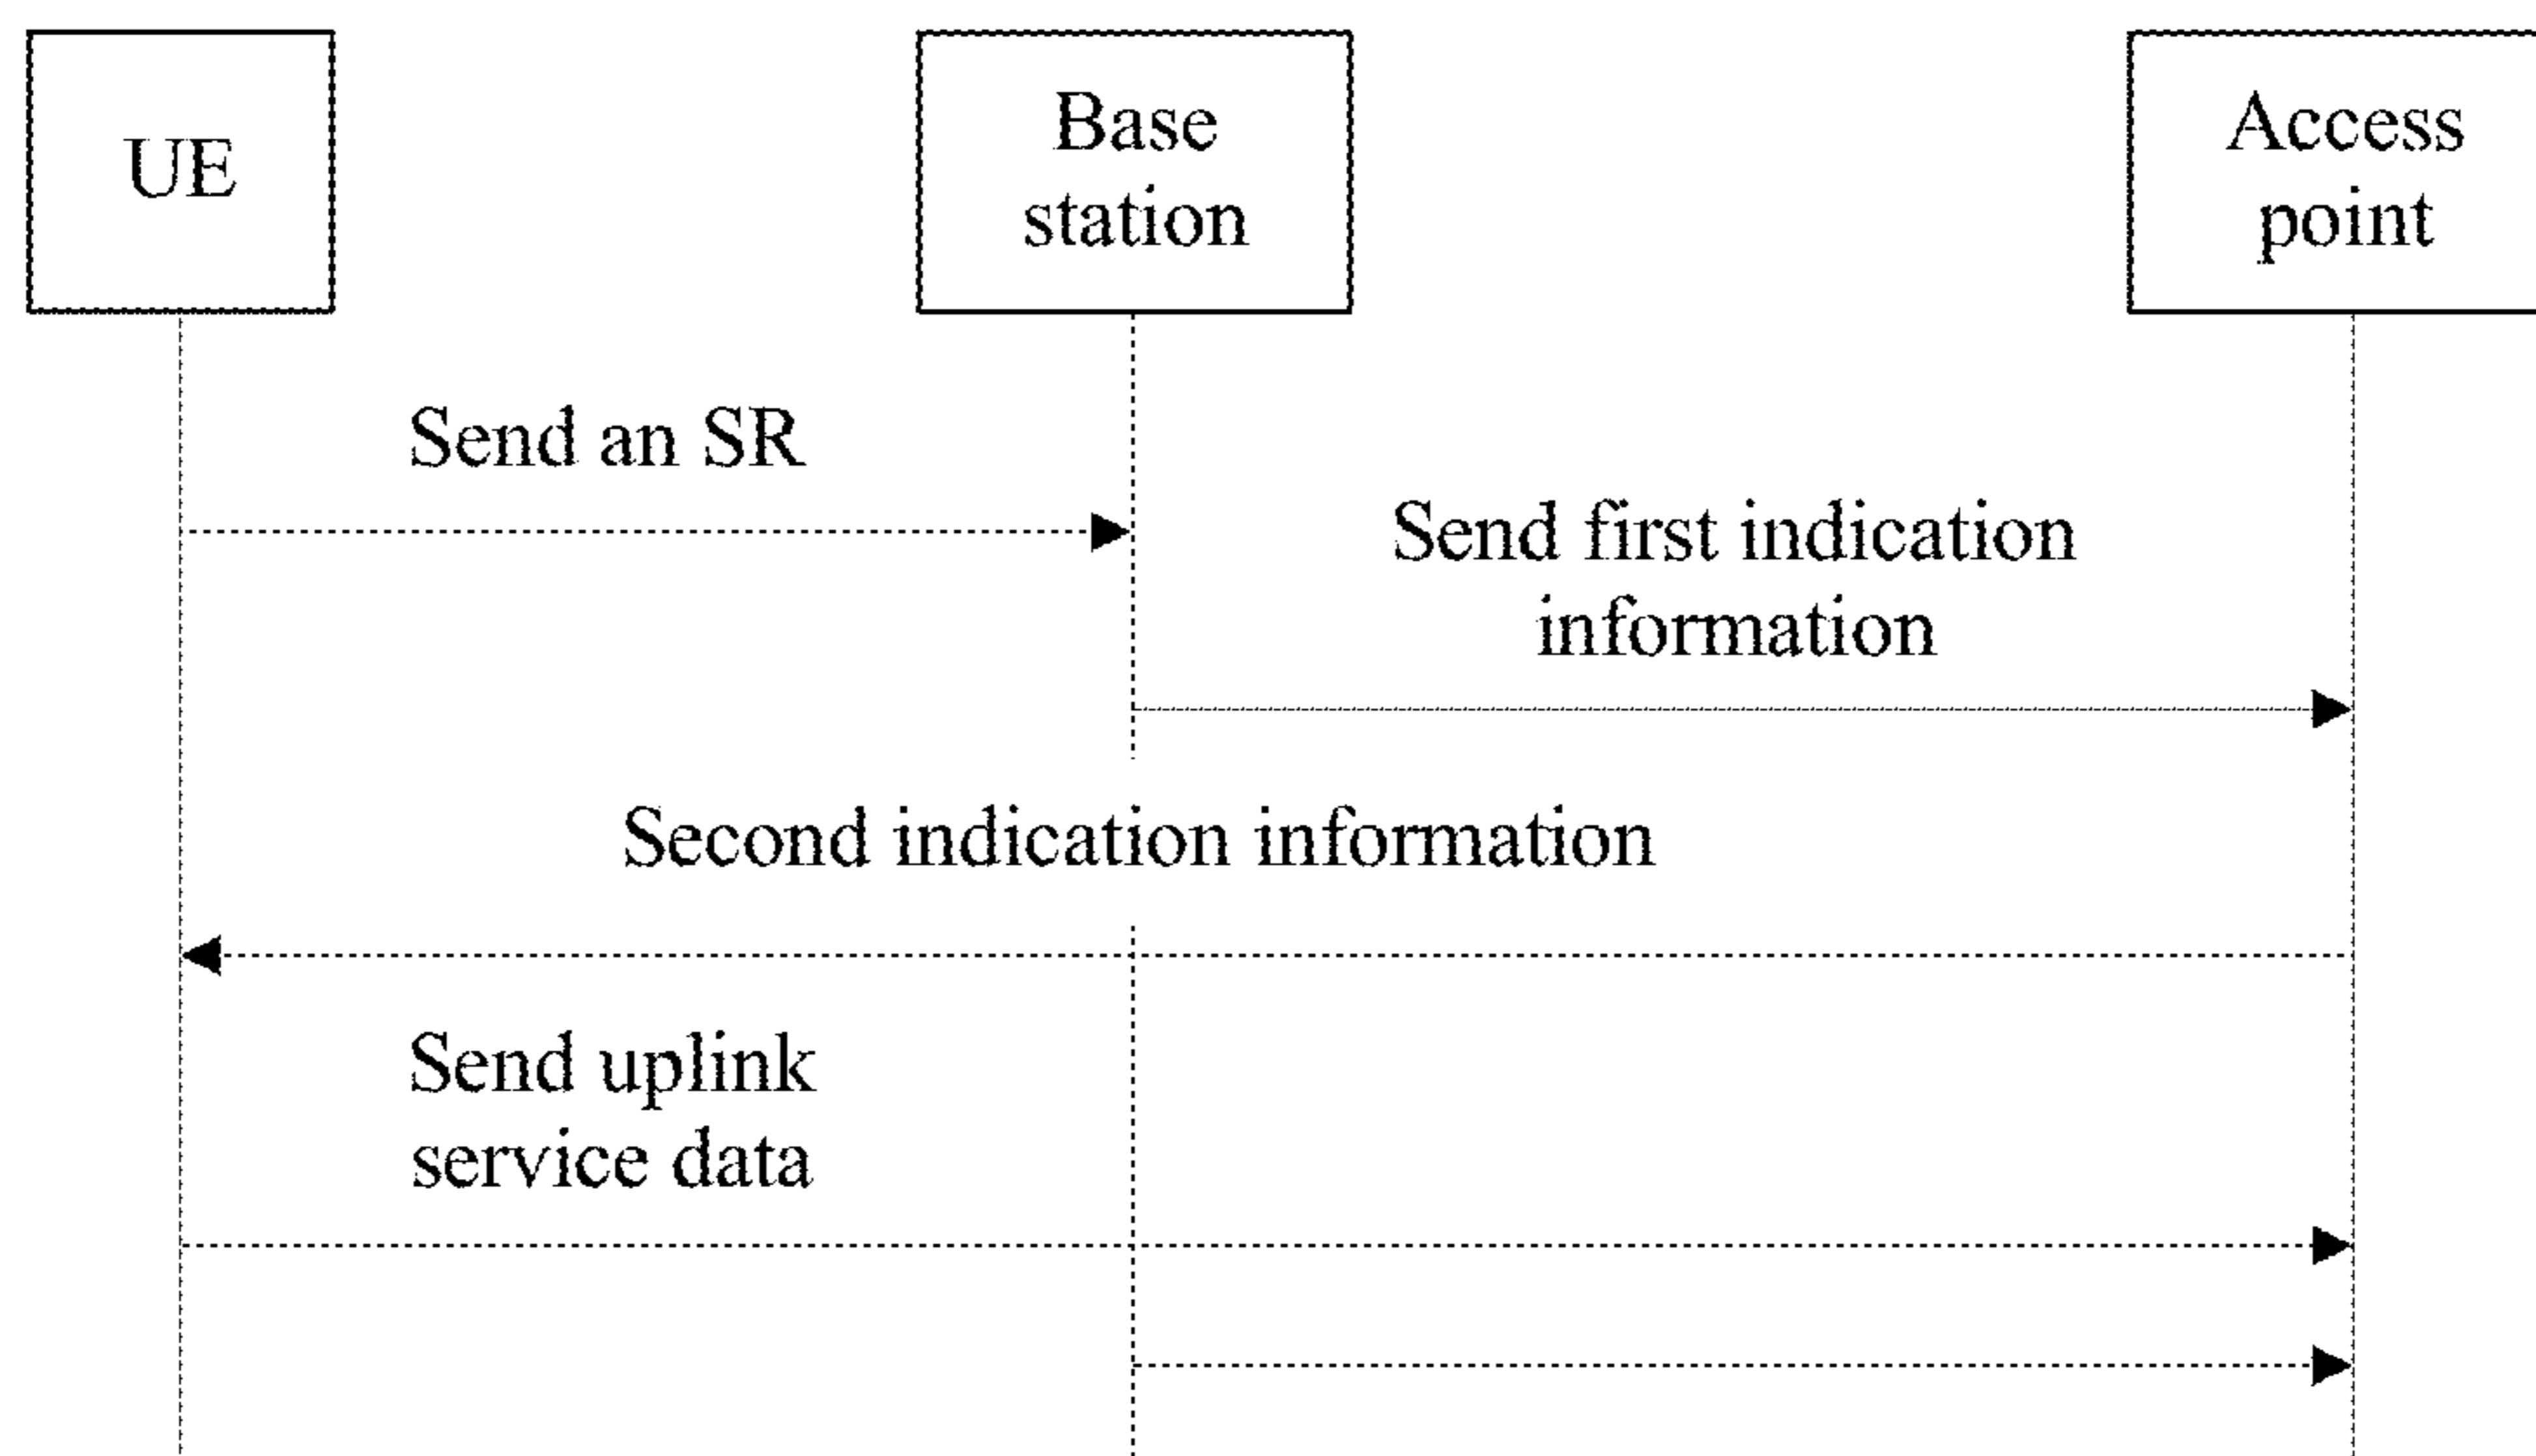 UE
Base
station
Access
point
Send an SR
Send first indication
information
Second indication information
Send uplink
service data